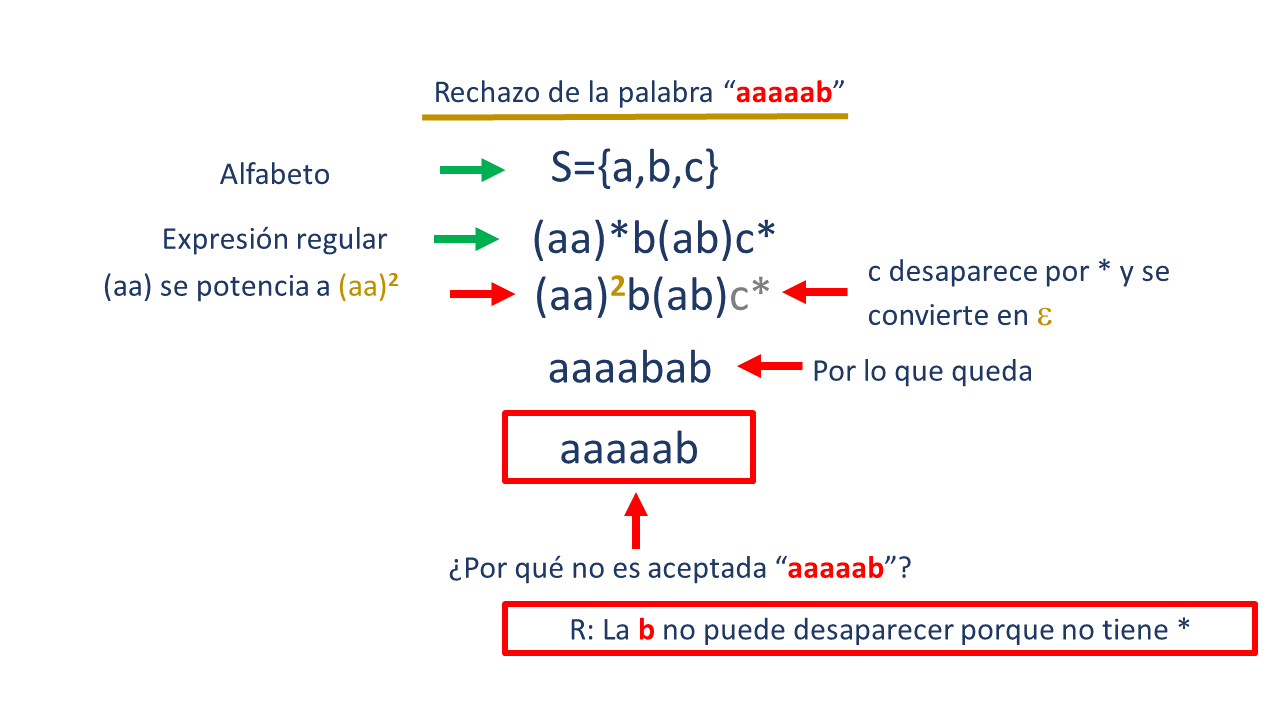 Rechazo de la palabra “aaaaab”
Alfabeto
S={a,b,c}
Expresión regular
(aa)*b(ab)c*
(aa) se potencia a (aa)²
(aa)²b(ab)c*
c desaparece por * y se
convierte en ε
aaaabab
Por lo que queda
aaaaab
¿Por qué no es aceptada “aaaaab”?
R: La b no puede desaparecer porque no tiene *